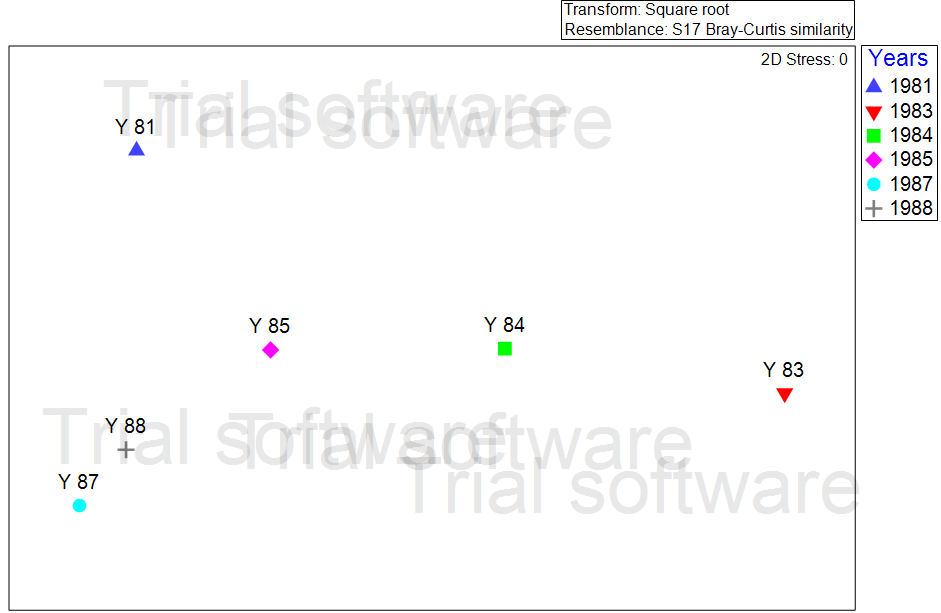 Transform: Square root
Resemblance: S17 Bray-Curtis similarity
2D Stress: 0
Years
1981
1983
1984
1985
1987
1988
Trial software
Trial software
Y 81
Y 85
Y 84
Y 83
Trial software
Trial software
Y 88
Trial software
Y 87